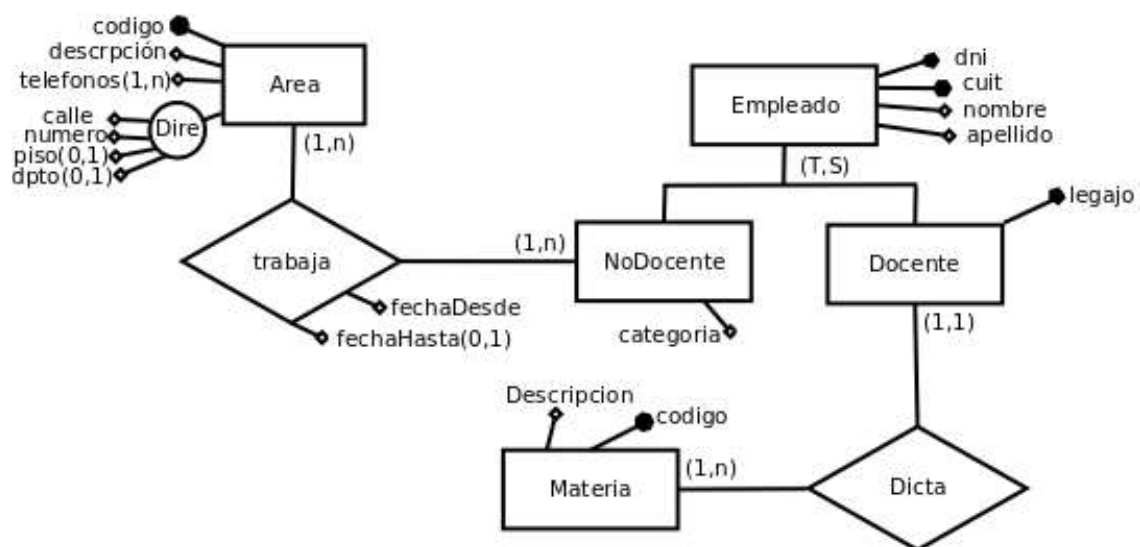 codigo
descrpción
telefonos(1,n)
Area
calle
numero
piso(0,1)
dpto(0,1)
Dire
(1,n)
dni
cuit
nombre
apellido
Empleado
(T,S)
legajo
trabaja
(1,n)
NoDocente
Docente
fechaDesde
fechaHasta(0,1)
categoria
(1,1)
Descripcion
codigo
Materia
(1,n)
Dicta